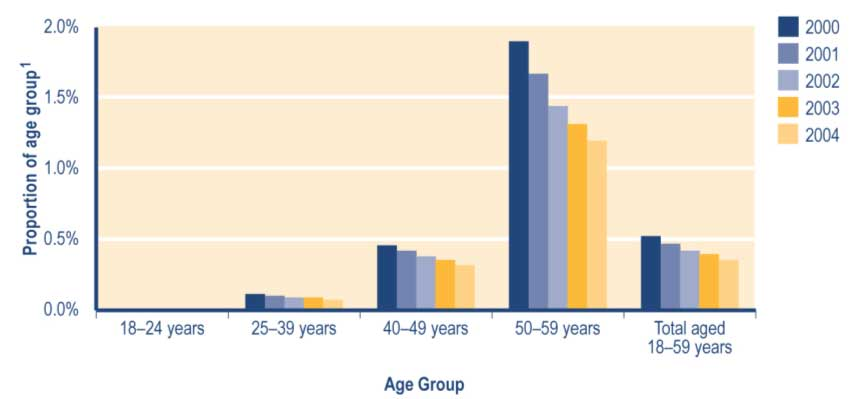 2.0%
1.5%
1.0%
0.5%
0.0%
Proportion of age group1
18–24 years
25–39 years
40–49 years
50–59 years
Total aged
18–59 years
Age Group
2000
2001
2002
2003
2004